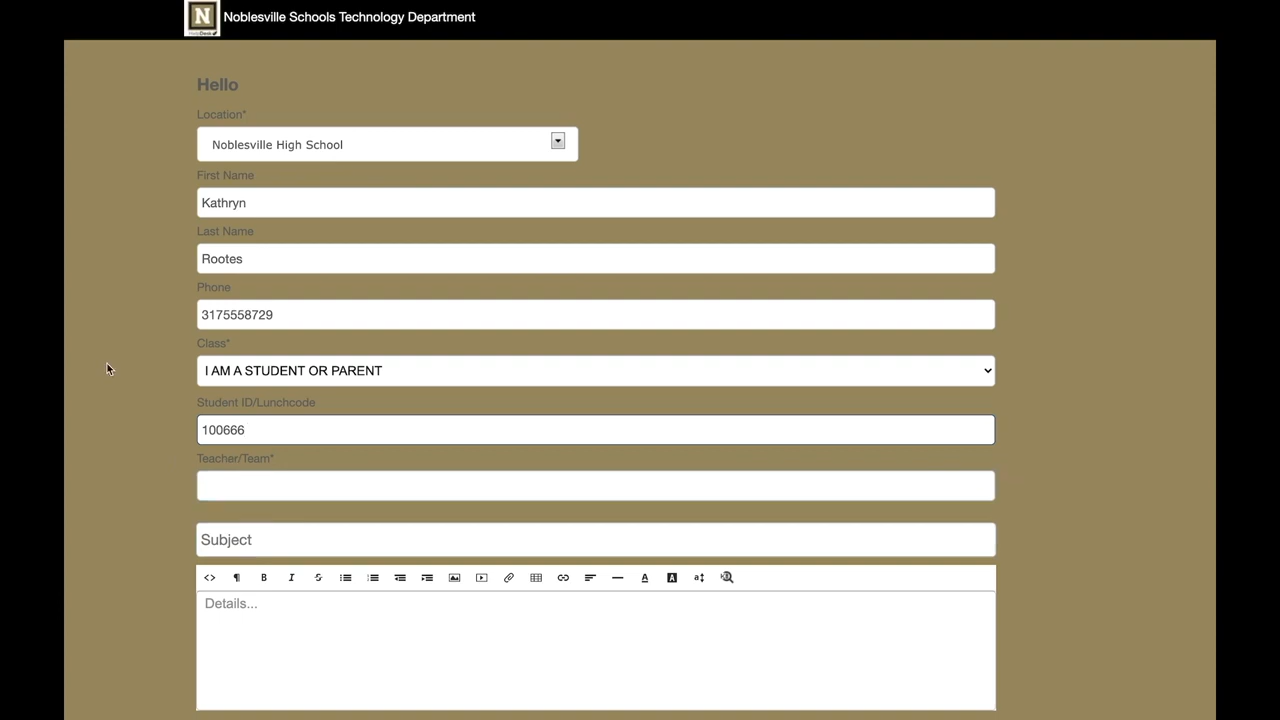 N
HelpDesk
Noblesville Schools Technology Department
Hello
Location*
Noblesville High School
First Name
Kathryn
Last Name
Rootes
Phone
3175558729
Class*
I AM A STUDENT OR PARENT
Student ID/Lunchcode
100666
Teacher/Team*
Subject
Details...